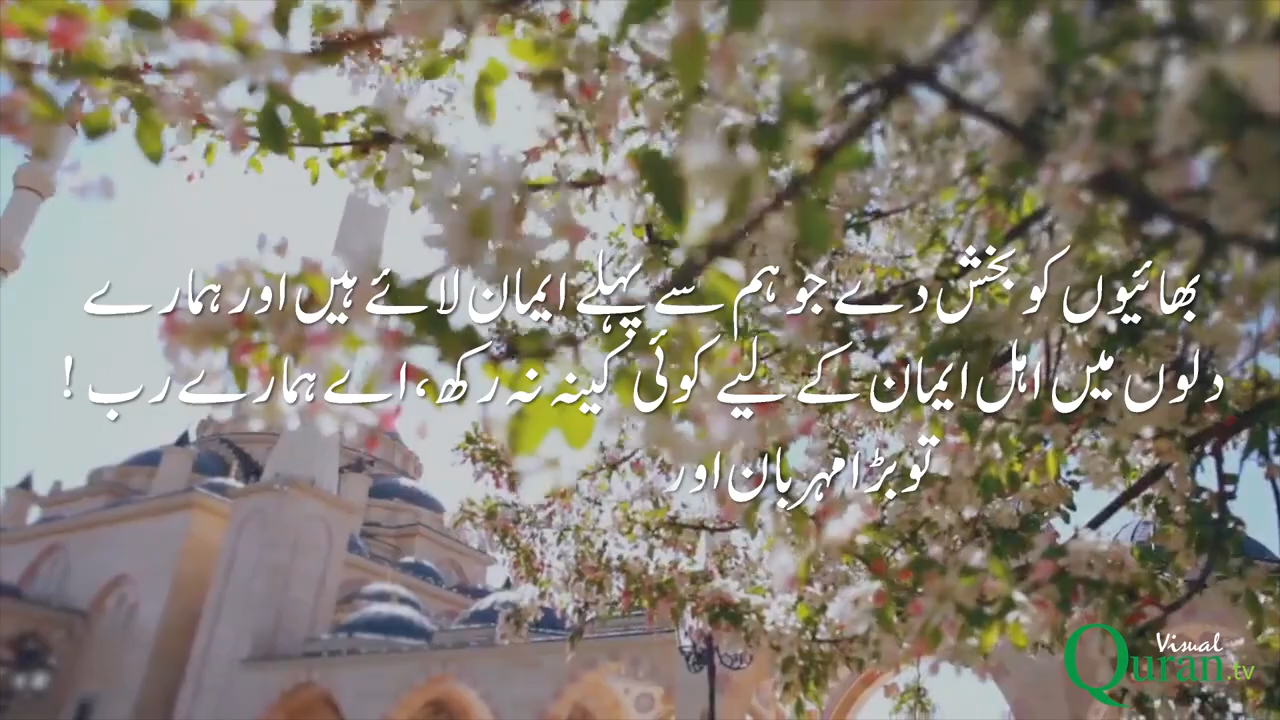 بھائیوں کو بخش دے جو ہم سے پہلے ایمان لائے ہیں اور ہمارے
دلوں میں اہل ایمان کے لیے کوئی کینہ نہ رکھ، اے ہمارے رب !
تو بڑا مہربان اور
Visual
Quran.tv